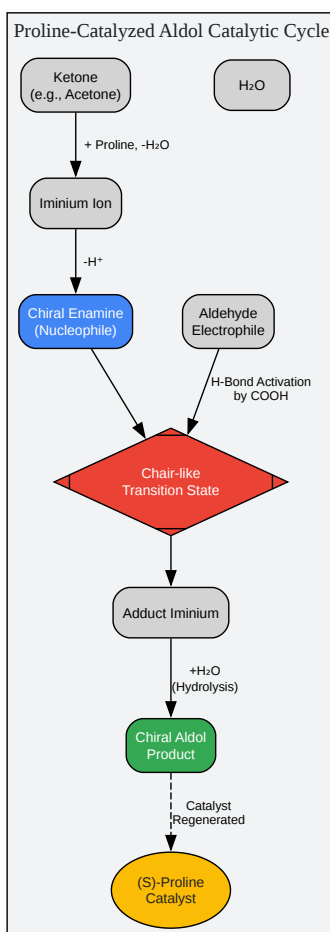 Proline-Catalyzed Aldol Catalytic Cycle
Ketone
(e.g., Acetone)
H₂O
+ Proline, -H₂O
Iminium Ion
-H⁺
Chiral Enamine
(Nucleophile)
Aldehyde
Electrophile
H-Bond Activation
by COOH
Chair-like
Transition State
Adduct Iminium
+H₂O
(Hydrolysis)
Chiral Aldol
Product
Catalyst
Regenerated
(S)-Proline
Catalyst